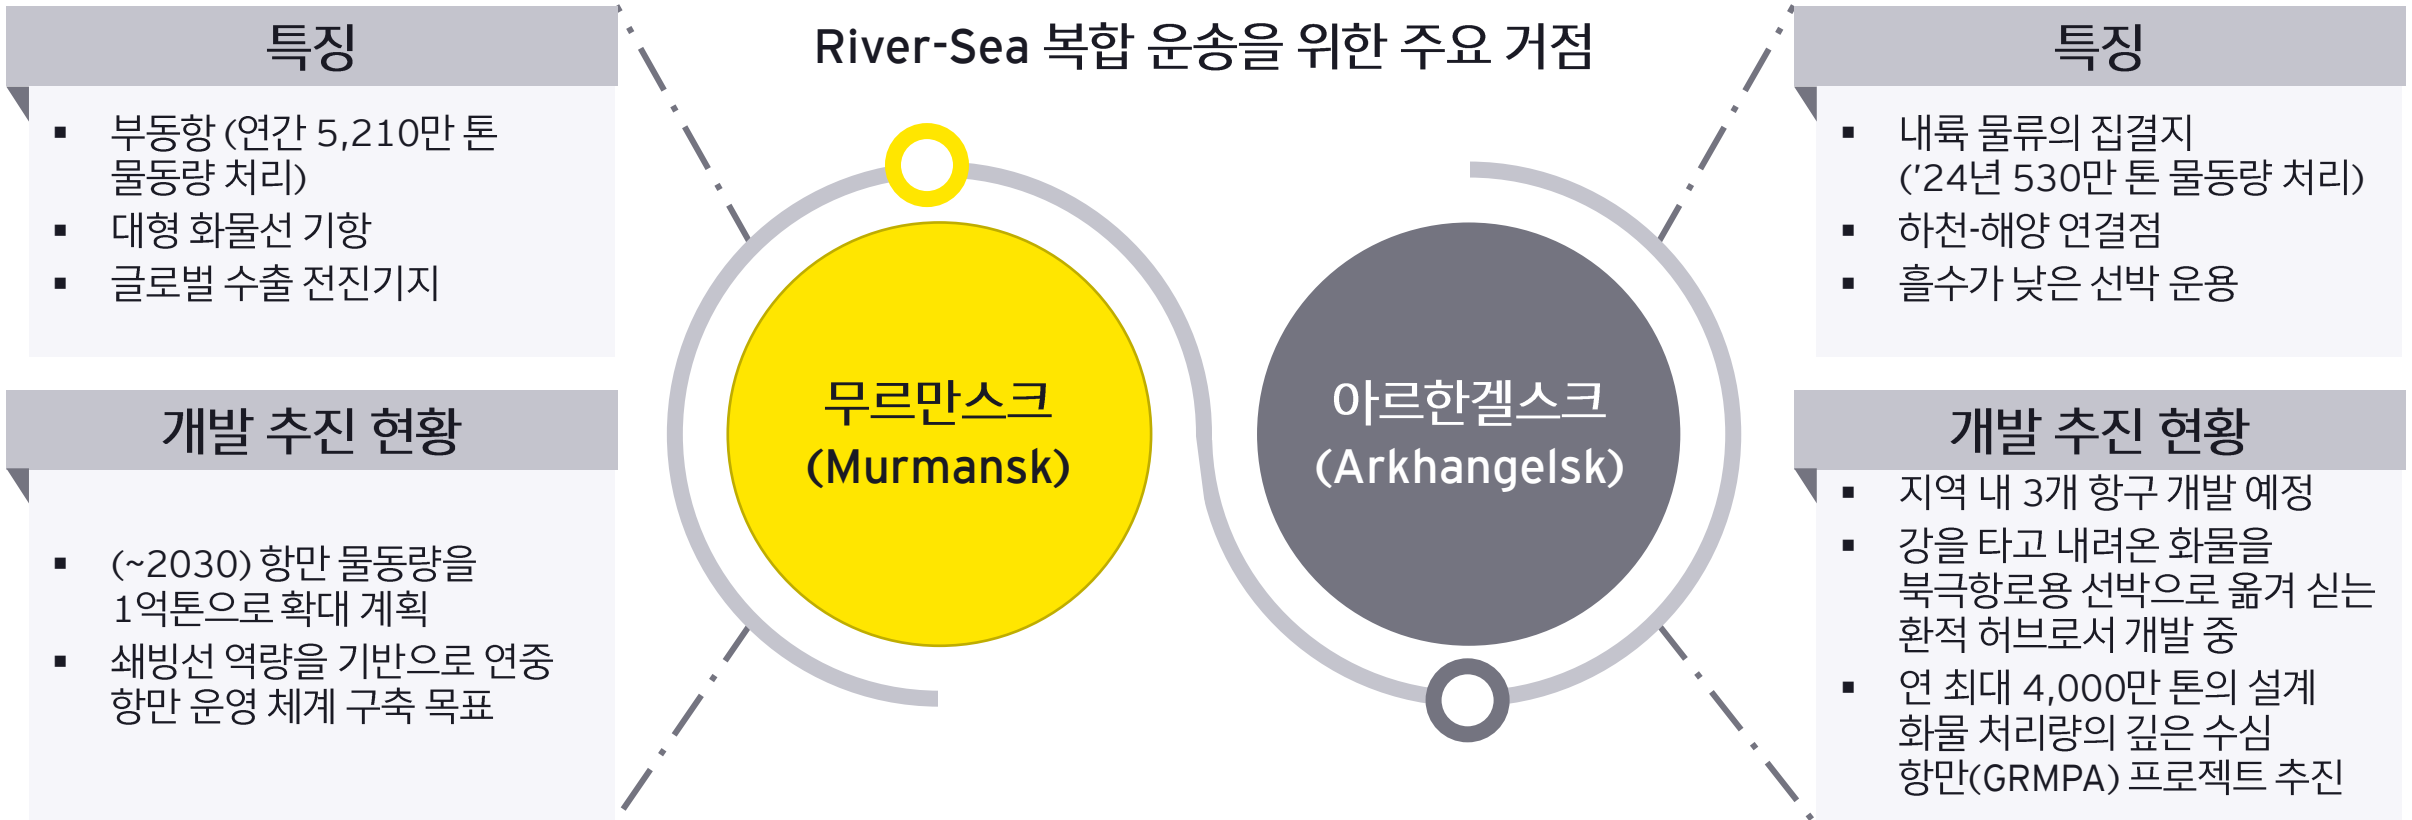 River-Sea 복합 운송을 위한 주요 거점
특징
▪ 부동항 (연간 5,210만 톤
물동량 처리)
▪ 대형 화물선 기항
▪ 글로벌 수출 전진기지
개발 추진 현황
▪ (~2030) 항만 물동량을
1억톤으로 확대 계획
▪ 쇄빙선 역량을 기반으로 연중
항만 운영 체계 구축 목표
무르만스크
(Murmansk)
아르한겔스크
(Arkhangelsk)
특징
▪ 내륙 물류의 집결지
(’24년 530만 톤 물동량 처리)
▪ 하천-해양 연결점
▪ 흘수가 낮은 선박 운용
개발 추진 현황
▪ 지역 내 3개 항구 개발 예정
▪ 강을 타고 내려온 화물을
북극항로용 선박으로 옮겨 싣는
환적 허브로서 개발 중
▪ 연 최대 4,000만 톤의 설계
화물 처리량의 깊은 수심
항만(GRMPA) 프로젝트 추진